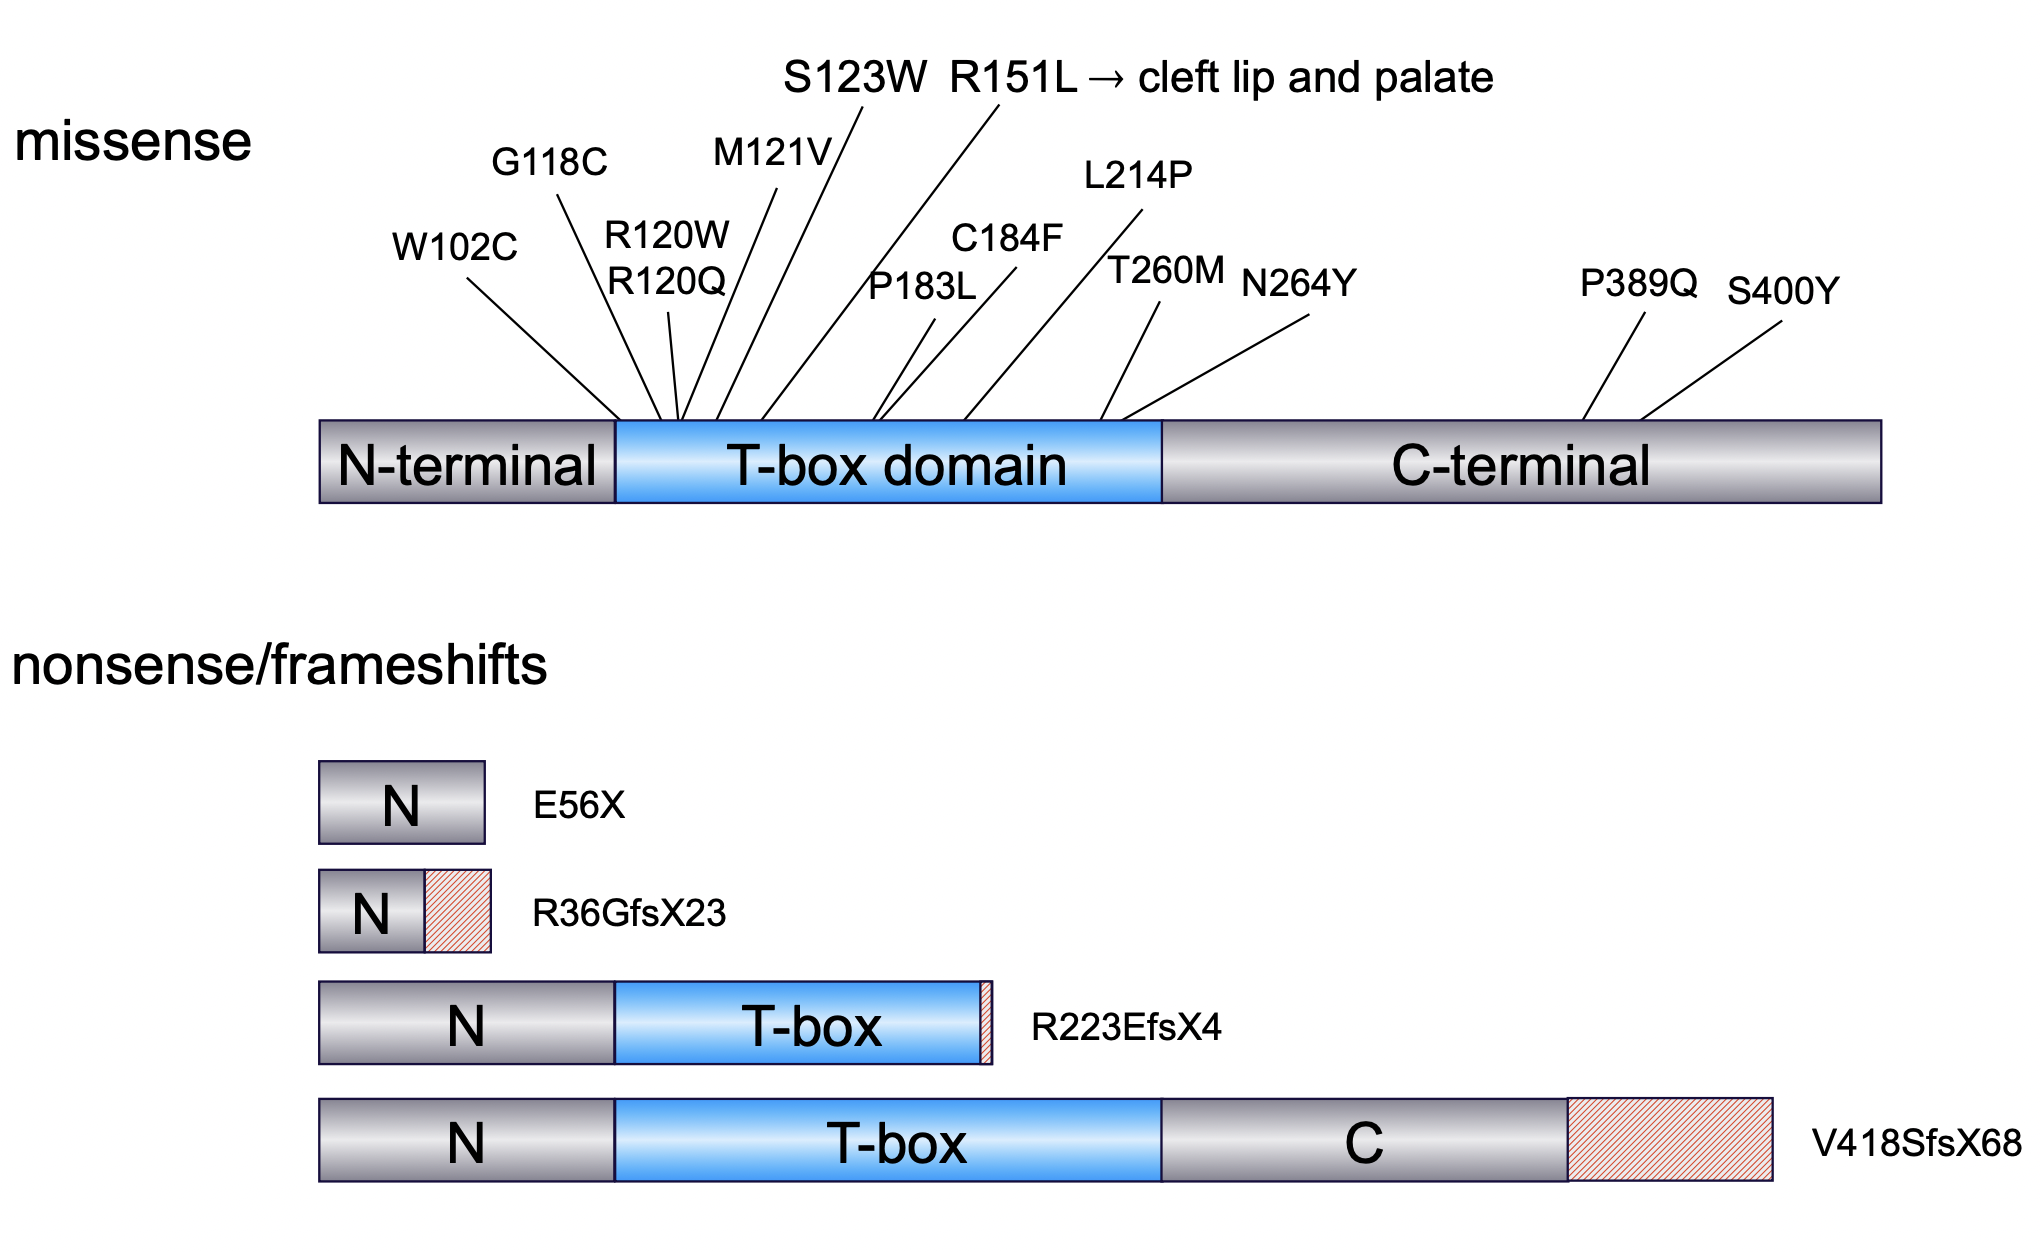 S123W R151L → cleft lip and palate
missense
G118C
M121V
L214P
W102C
R120W
R120Q
C184F
P183L
T260M
N264Y
P389Q
S400Y
N-terminal
T-box domain
C-terminal
nonsense/frameshifts
N
E56X
N
R36GfsX23
N
T-box
R223EfsX4
N
T-box
C
V418SfsX68